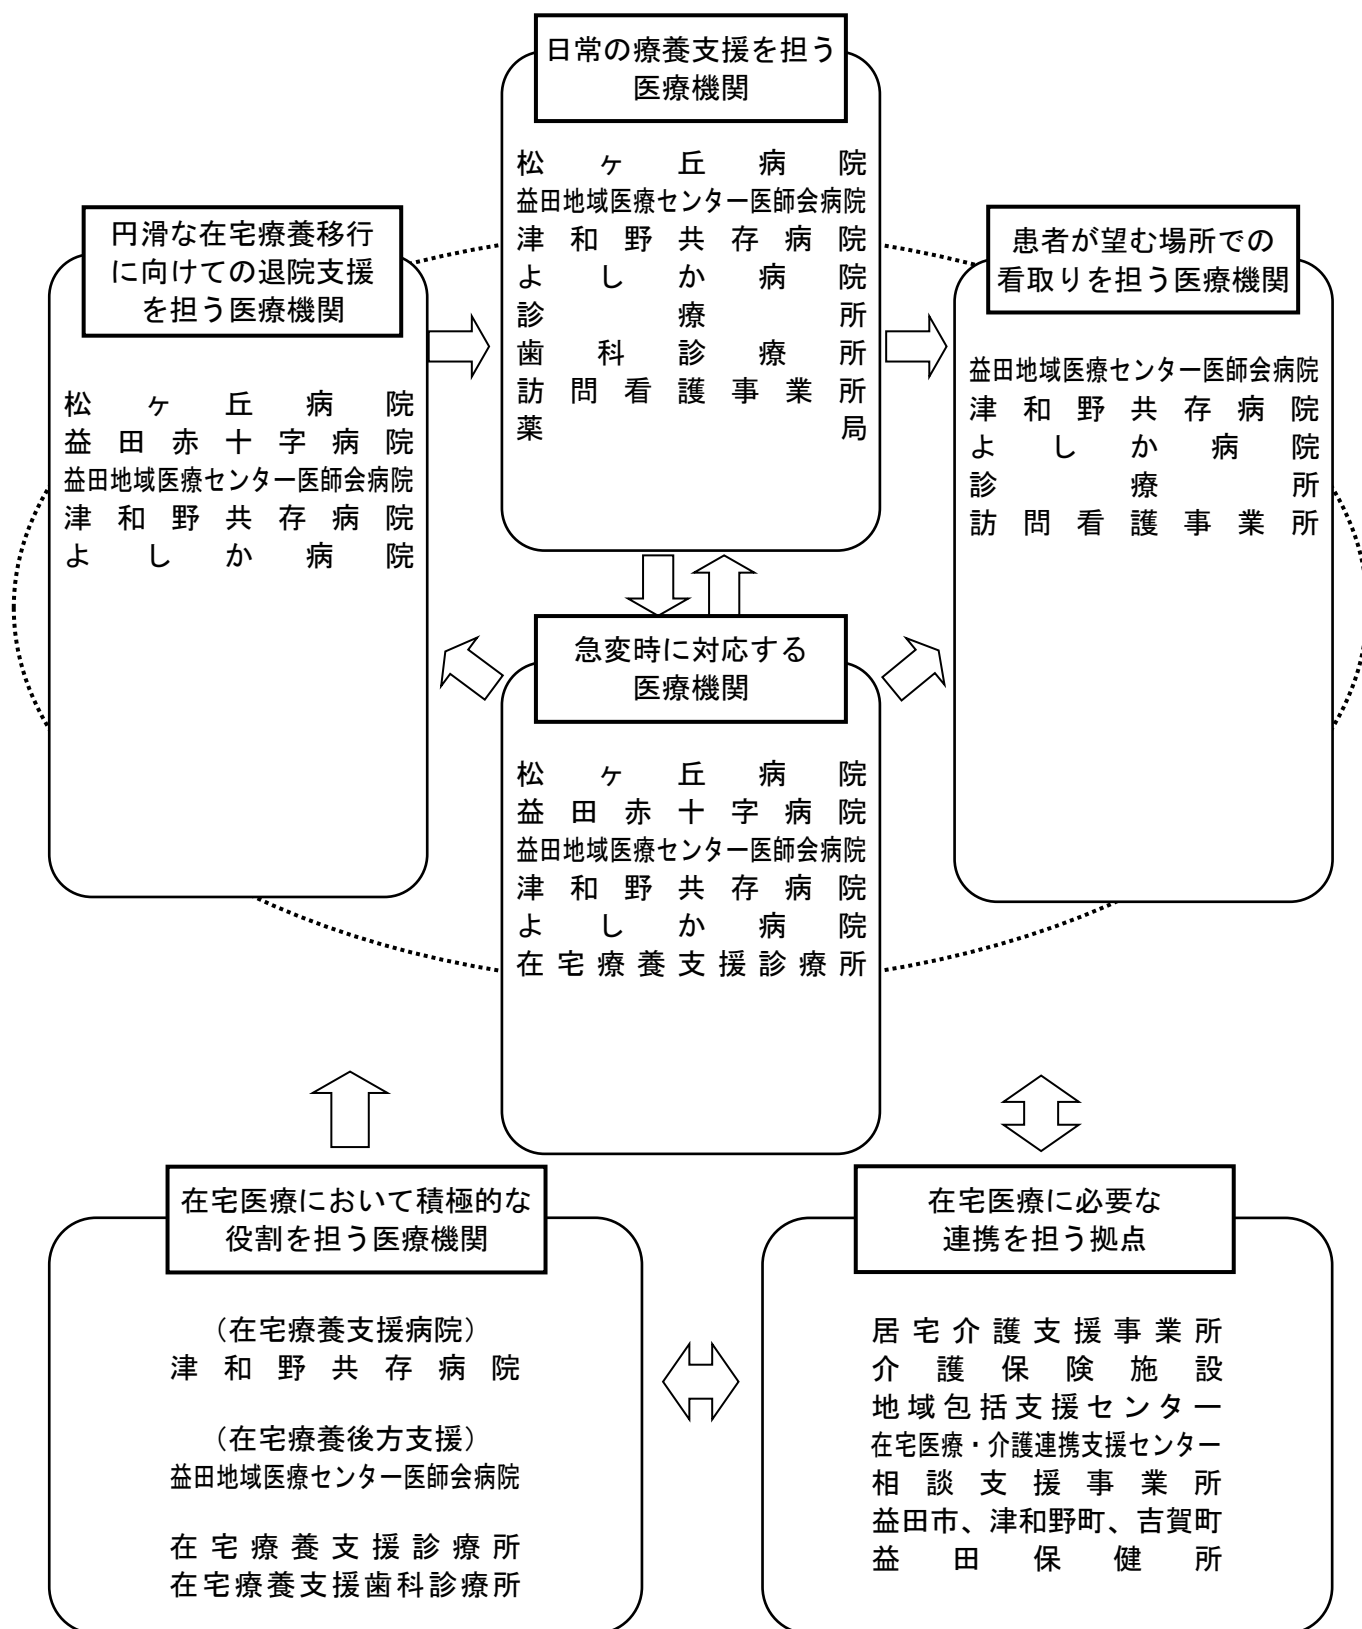 日常の療養支援を担う
医療機関
松ヶ丘病院
益田地域医療センター医師会病院
津和野共存病院
よしか病院
診療所
歯科診療所
訪問看護事業所
薬局
円滑な在宅療養移行
に向けての退院支援
を担う医療機関
松ヶ丘病院
益田赤十字病院
益田地域医療センター医師会病院
津和野共存病院
よしか病院
患者が望む場所での
看取りを担う医療機関
益田地域医療センター医師会病院
津和野共存病院
よしか病院
診療所
訪問看護事業所
急変時に対応する
医療機関
松ヶ丘病院
益田赤十字病院
益田地域医療センター医師会病院
津和野共存病院
よしか病院
在宅療養支援診療所
在宅医療において積極的な
役割を担う医療機関
（在宅療養支援病院）
津和野共存病院
（在宅療養後方支援）
益田地域医療センター医師会病院
在宅療養支援診療所
在宅療養支援歯科診療所
在宅医療に必要な
連携を担う拠点
居宅介護支援事業所
介護保険施設
地域包括支援センター
在宅医療・介護連携支援センター
相談支援事業所
益田市、津和野町、吉賀町
益田保健所